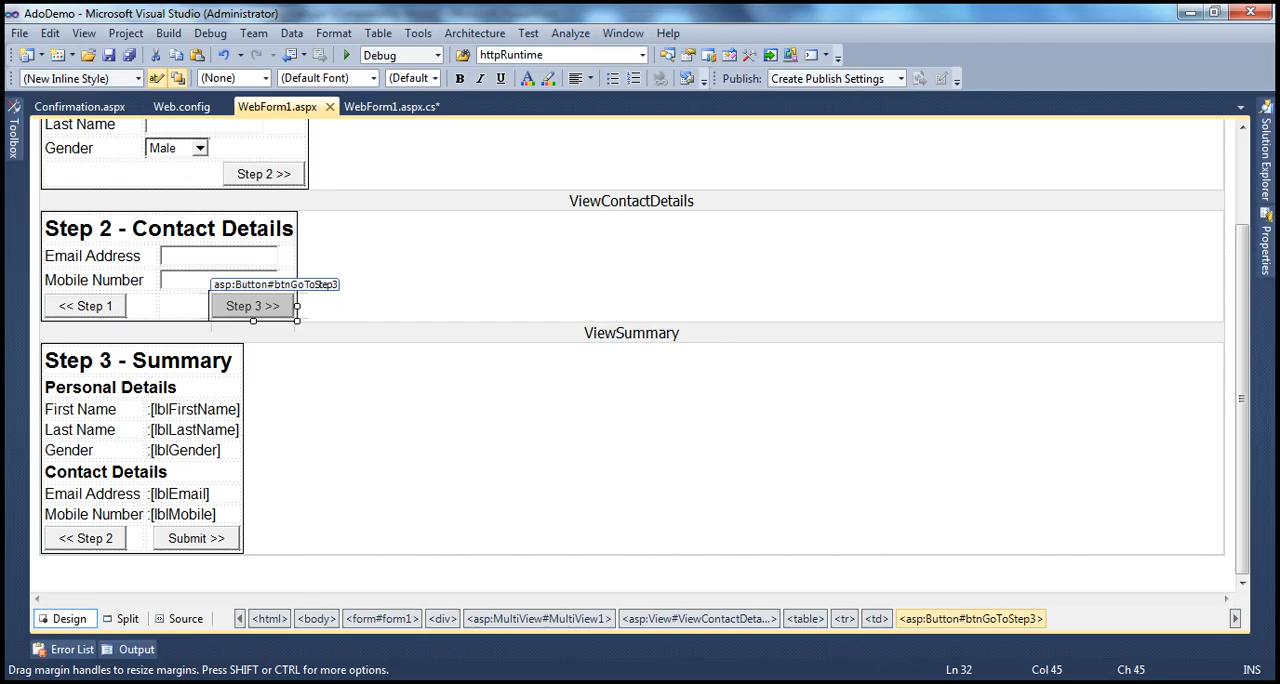 AdoDemo - Microsoft Visual Studio (Administrator)
File Edit View Project Build Debug Team Data Format Table Tools Architecture Test Analyze Window Help
Debug httpRuntime
(New Inline Style) (None) (Default Font) (Default B I U A Publish: Create Publish Settings
Confirmation.aspx Web.config WebForm1.aspx WebForm1.aspx.cs*
Toolbox
Solution Explorer
Properties
Last Name
Gender Male
Step 2 >>
ViewContactDetails
Step 2 - Contact Details
Email Address
Mobile Number
asp:Button#btnGoToStep3
<< Step 1 Step 3 >>
ViewSummary
Step 3 - Summary
Personal Details
First Name :[lblFirstName]
Last Name :[lblLastName]
Gender :[lblGender]
Contact Details
Email Address :[lblEmail]
Mobile Number :[lblMobile]
<< Step 2 Submit >>
Design Split Source <html> <body> <form#form1> <div> <asp:MultiView#MultiView1> <asp:View#ViewContactDeta...> <table> <tr> <td> <asp:Button#btnGoToStep3>
Error List Output
Drag margin handles to resize margins. Press SHIFT or CTRL for more options. Ln 32 Col 45 Ch 45 INS